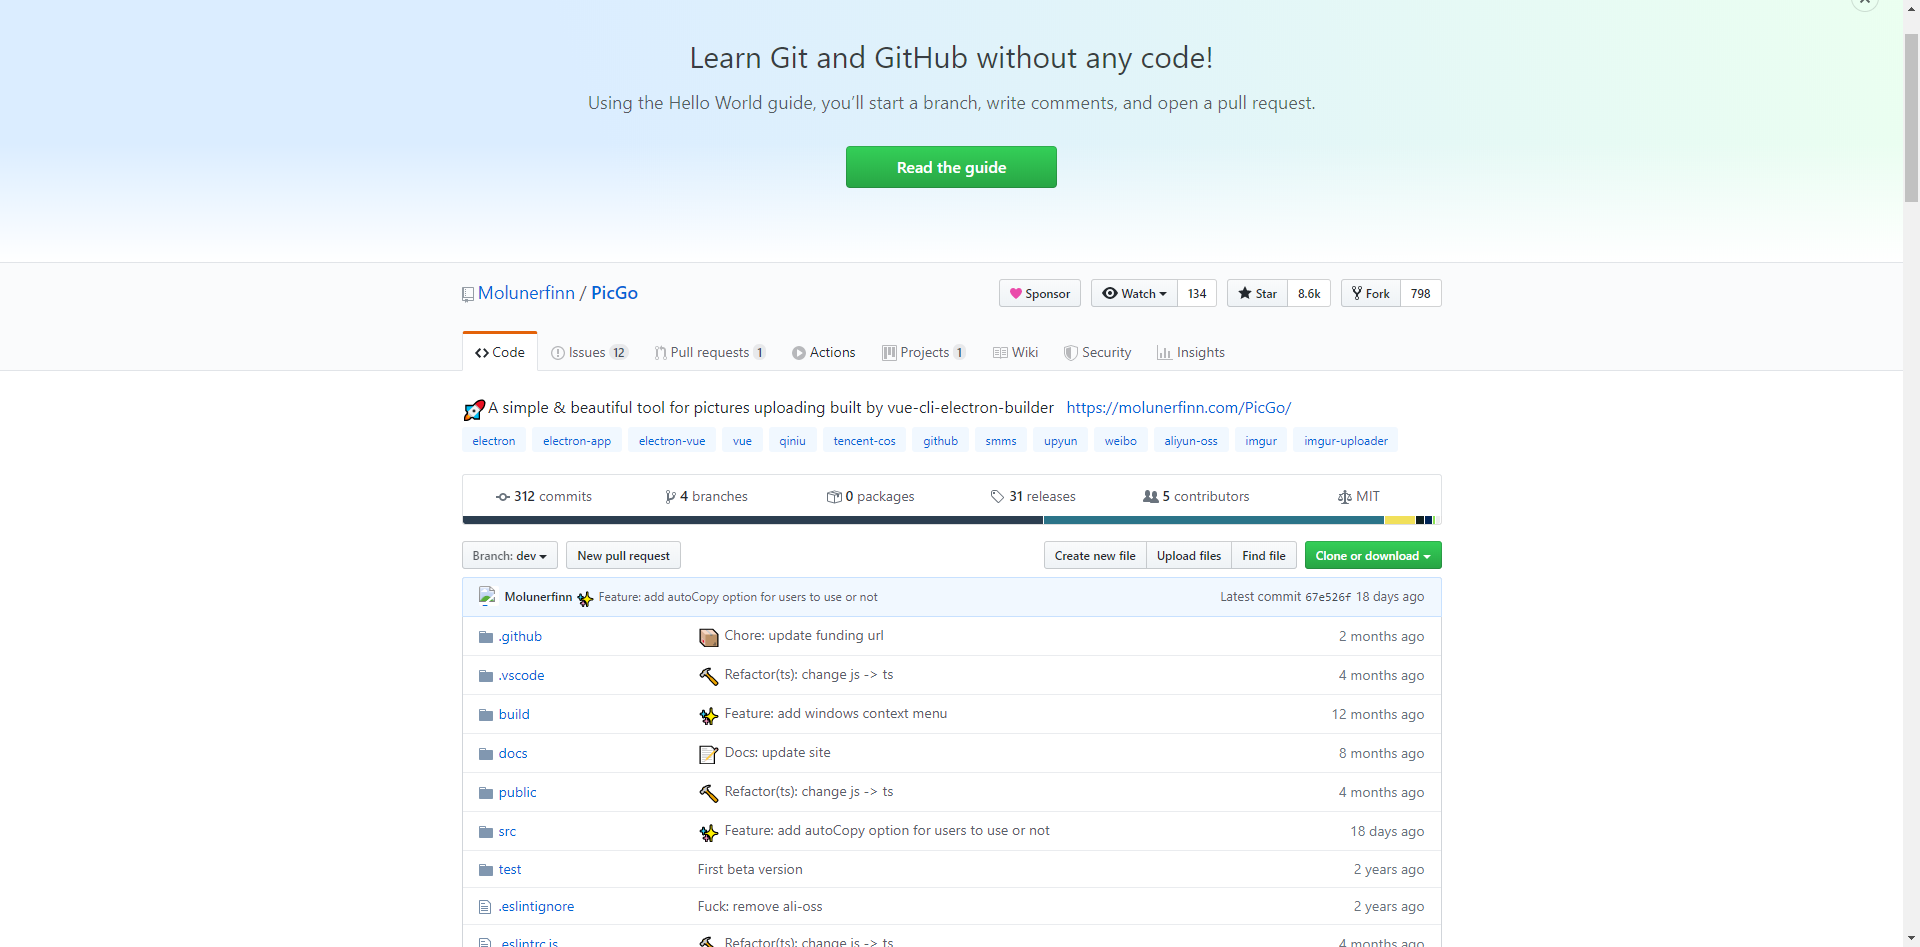 Learn Git and GitHub without any code!
Using the Hello World guide, you’ll start a branch, write comments, and open a pull request.
Read the guide
Molunerfinn / PicGo
Sponsor Watch 134 Star 8.6k Fork 798
Code Issues 12 Pull requests 1 Actions Projects 1 Wiki Security Insights
A simple & beautiful tool for pictures uploading built by vue-cli-electron-builder https://molunerfinn.com/PicGo/
electron electron-app electron-vue vue qiniu tencent-cos github smms upyun weibo aliyun-oss imgur imgur-uploader
312 commits 4 branches 0 packages 31 releases 5 contributors MIT
Branch: dev New pull request Create new file Upload files Find file Clone or download
Molunerfinn Feature: add autoCopy option for users to use or not Latest commit 67e526f 18 days ago
.github Chore: update funding url 2 months ago
.vscode Refactor(ts): change js -> ts 4 months ago
build Feature: add windows context menu 12 months ago
docs Docs: update site 8 months ago
public Refactor(ts): change js -> ts 4 months ago
src Feature: add autoCopy option for users to use or not 18 days ago
test First beta version 2 years ago
.eslintignore Fuck: remove ali-oss 2 years ago
.eslintrc.js Refactor(ts): change js -> ts 4 months ago